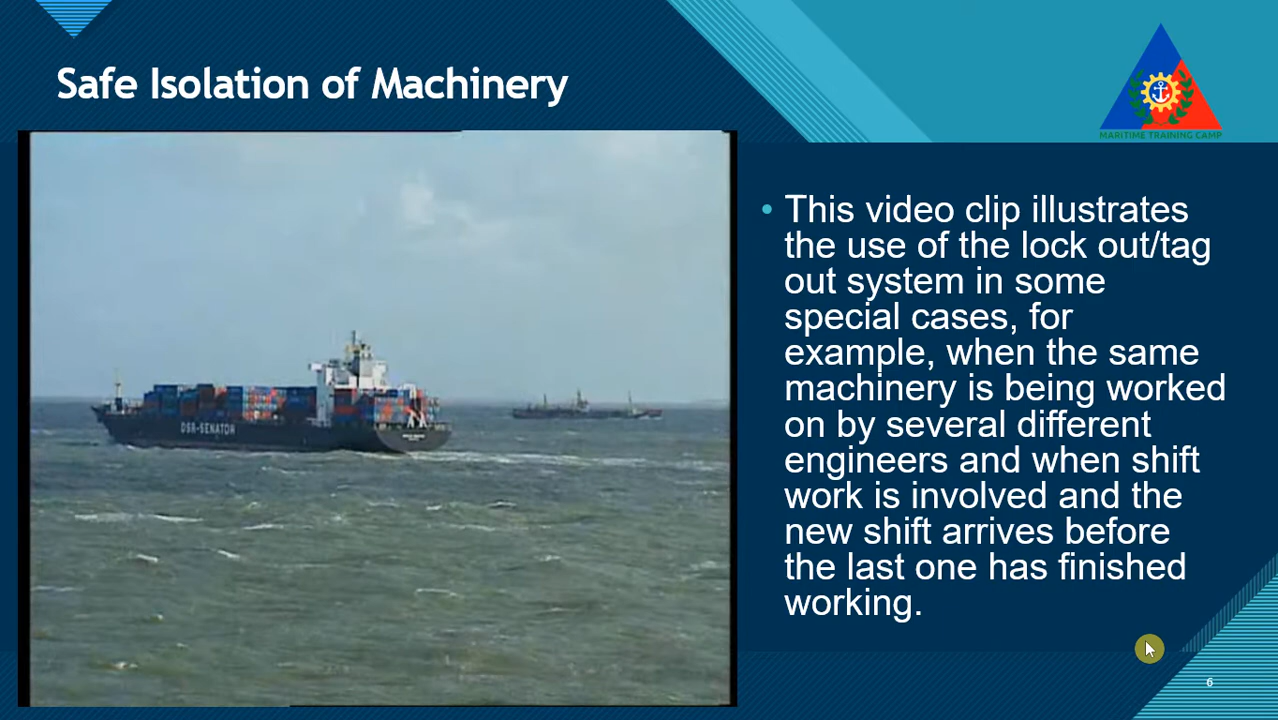 Safe Isolation of Machinery
MARITIME TRAINING CAMP
DSR-SENATOR
• This video clip illustrates
the use of the lock out/tag
out system in some
special cases, for
example, when the same
machinery is being worked
on by several different
engineers and when shift
work is involved and the
new shift arrives before
the last one has finished
working.
6